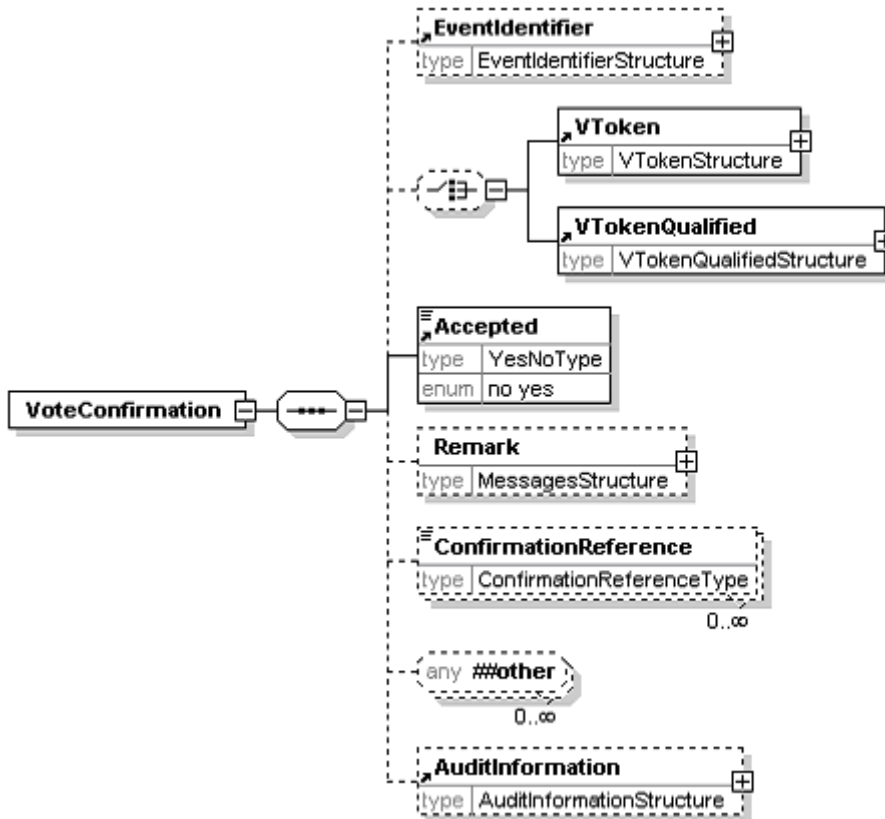 EventIdentifier
type EventIdentifierStructure
VToken
type VTokenStructure
VTokenQualified
type VTokenQualifiedStructure
Accepted
type YesNoType
enum no yes
VoteConfirmation
Remark
type MessagesStructure
ConfirmationReference
type ConfirmationReferenceType
0..∞
any ##other
0..∞
AuditInformation
type AuditInformationStructure